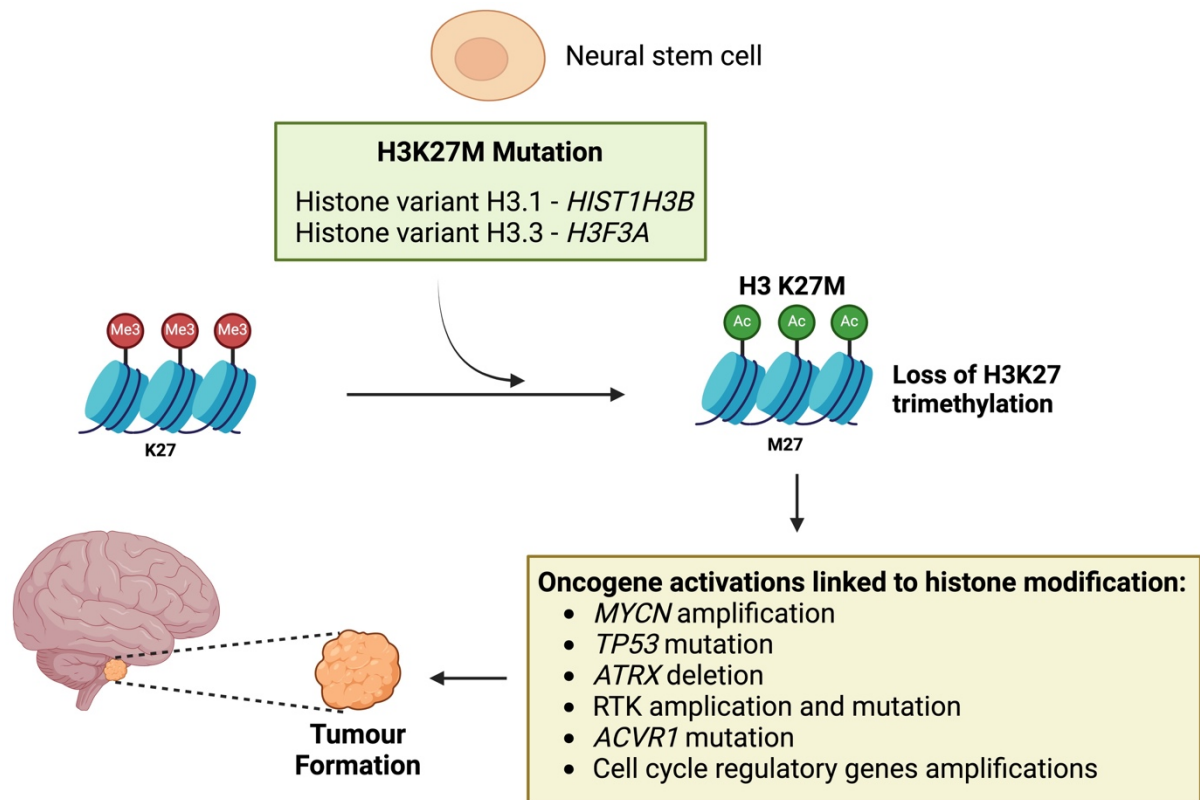 Neural stem cell
H3K27M Mutation
Histone variant H3.1 - HIST1H3B
Histone variant H3.3 - H3F3A
Me3 Me3 Me3
K27
H3 K27M
Ac Ac Ac
M27
Loss of H3K27
trimethylation
Oncogene activations linked to histone modification:
• MYCN amplification
• TP53 mutation
• ATRX deletion
• RTK amplication and mutation
• ACVR1 mutation
• Cell cycle regulatory genes amplifications
Tumour
Formation